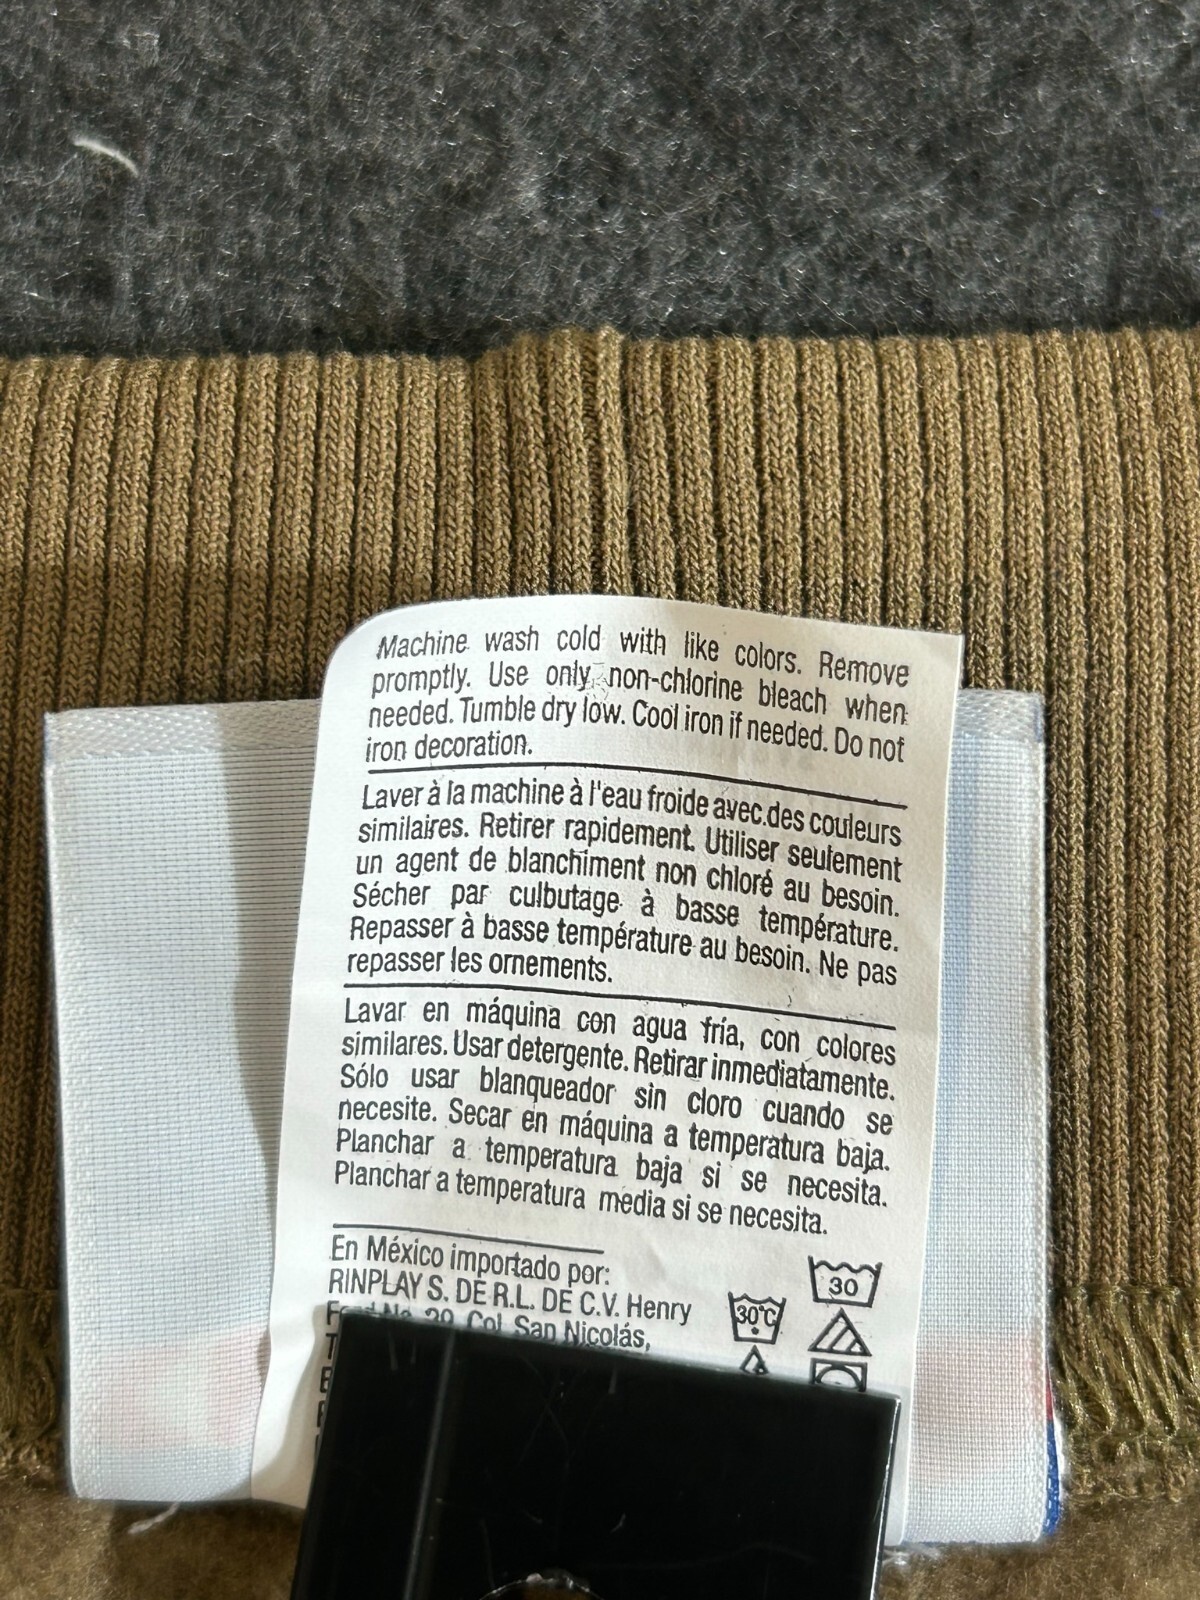 Machine wash cold with like colors. Remove
promptly. Use only non-chlorine bleach when
needed. Tumble dry low. Cool iron if needed. Do not
iron decoration.
Laver à la machine à l'eau froide avec des couleurs
similaires. Retirer rapidement. Utiliser seulement
un agent de blanchiment non chloré au besoin.
Sécher par culbutage à basse température.
Repasser à basse température au besoin. Ne pas
repasser les ornements.
Lavar en máquina con agua fría, con colores
similares. Usar detergente. Retirar inmediatamente.
Sólo usar blanqueador sin cloro cuando se
necesite. Secar en máquina a temperatura baja.
Planchar a temperatura baja si se necesita.
Planchar a temperatura media si se necesita.
En México importado por:
RINPLAY S. DE R.L. DE C.V. Henry
No. 20 Col. San Nicolás,
30°C
30